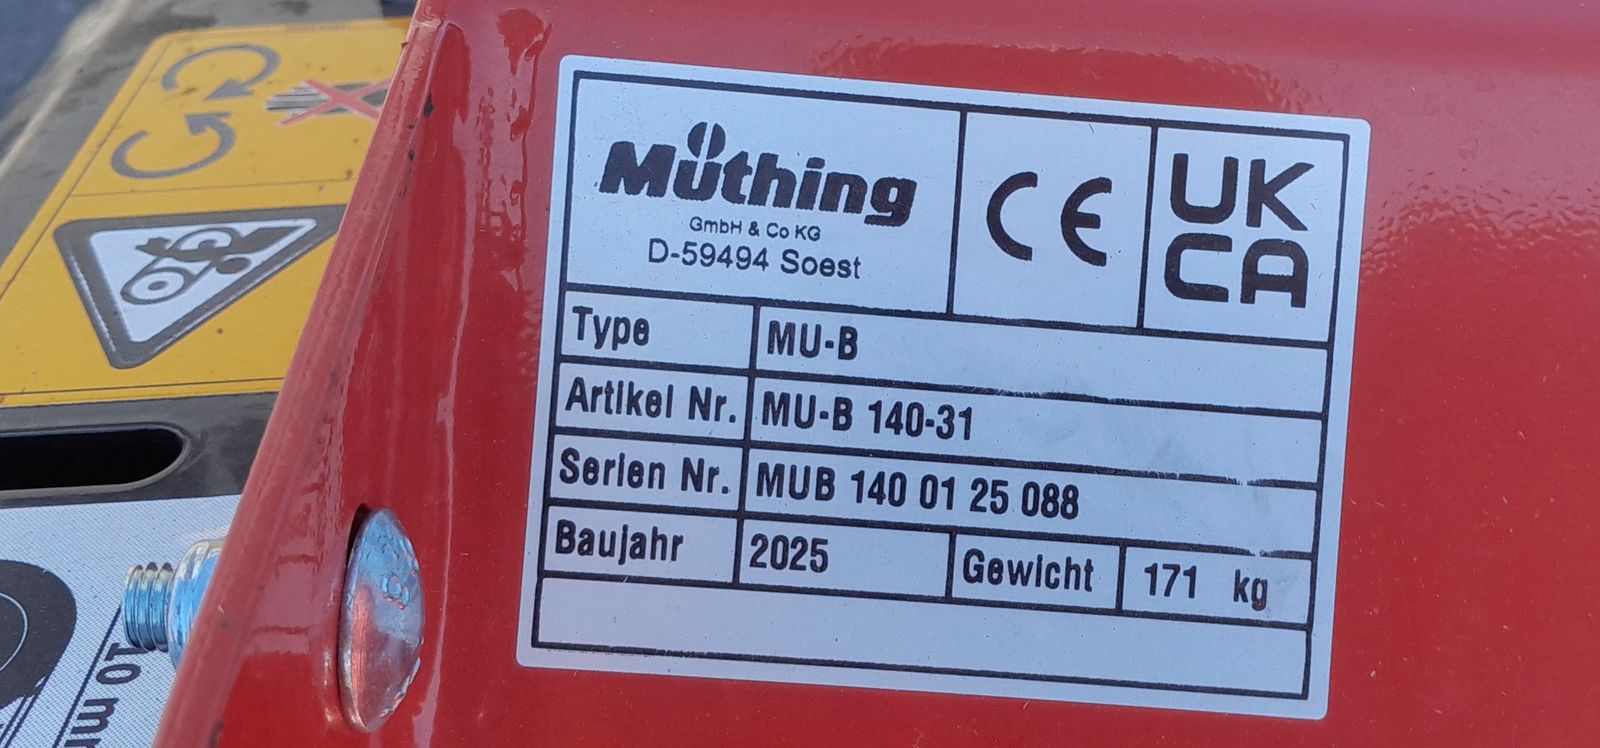 Müthing
GmbH & Co KG
D-59494 Soest
CE
UK
CA
Type MU-B
Artikel Nr. MU-B 140-31
Serien Nr. MUB 140 01 25 088
Baujahr 2025 Gewicht 171 kg
10